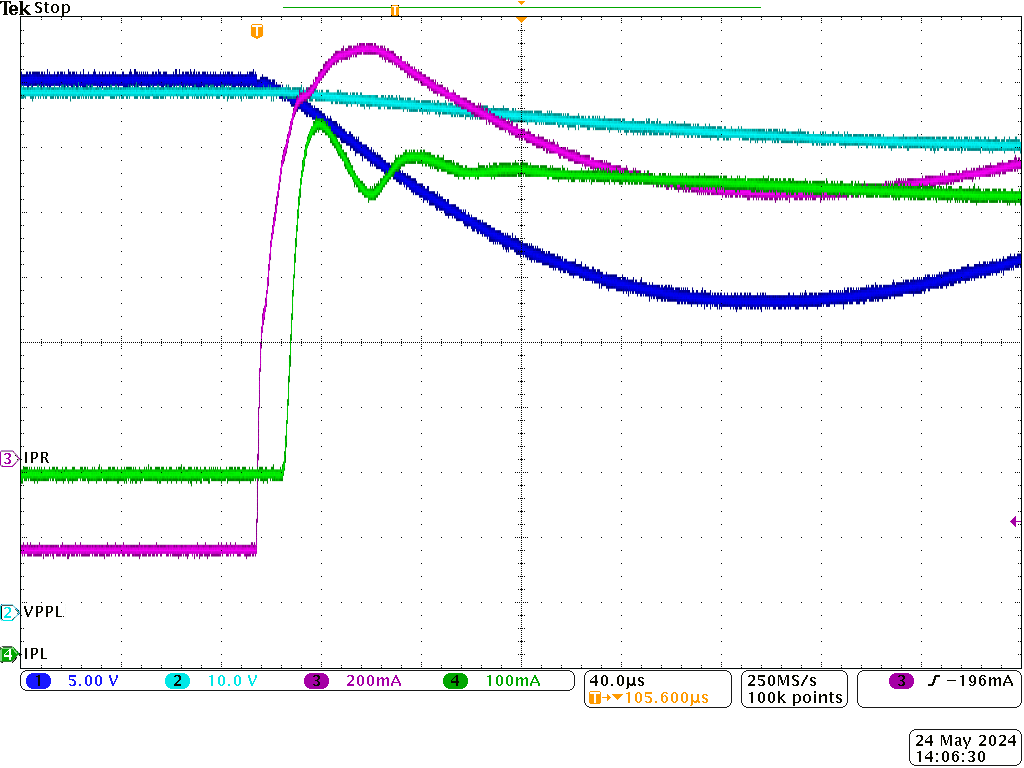 Tek Stop
T
T
3 IPR
2 VPPL
4 IPL
1 5.00 V 2 10.0 V 3 200mA 4 100mA
40.0μs
T→▼105.600μs
250MS/s
100k points
3 ʃ −196mA
24 May 2024
14:06:30